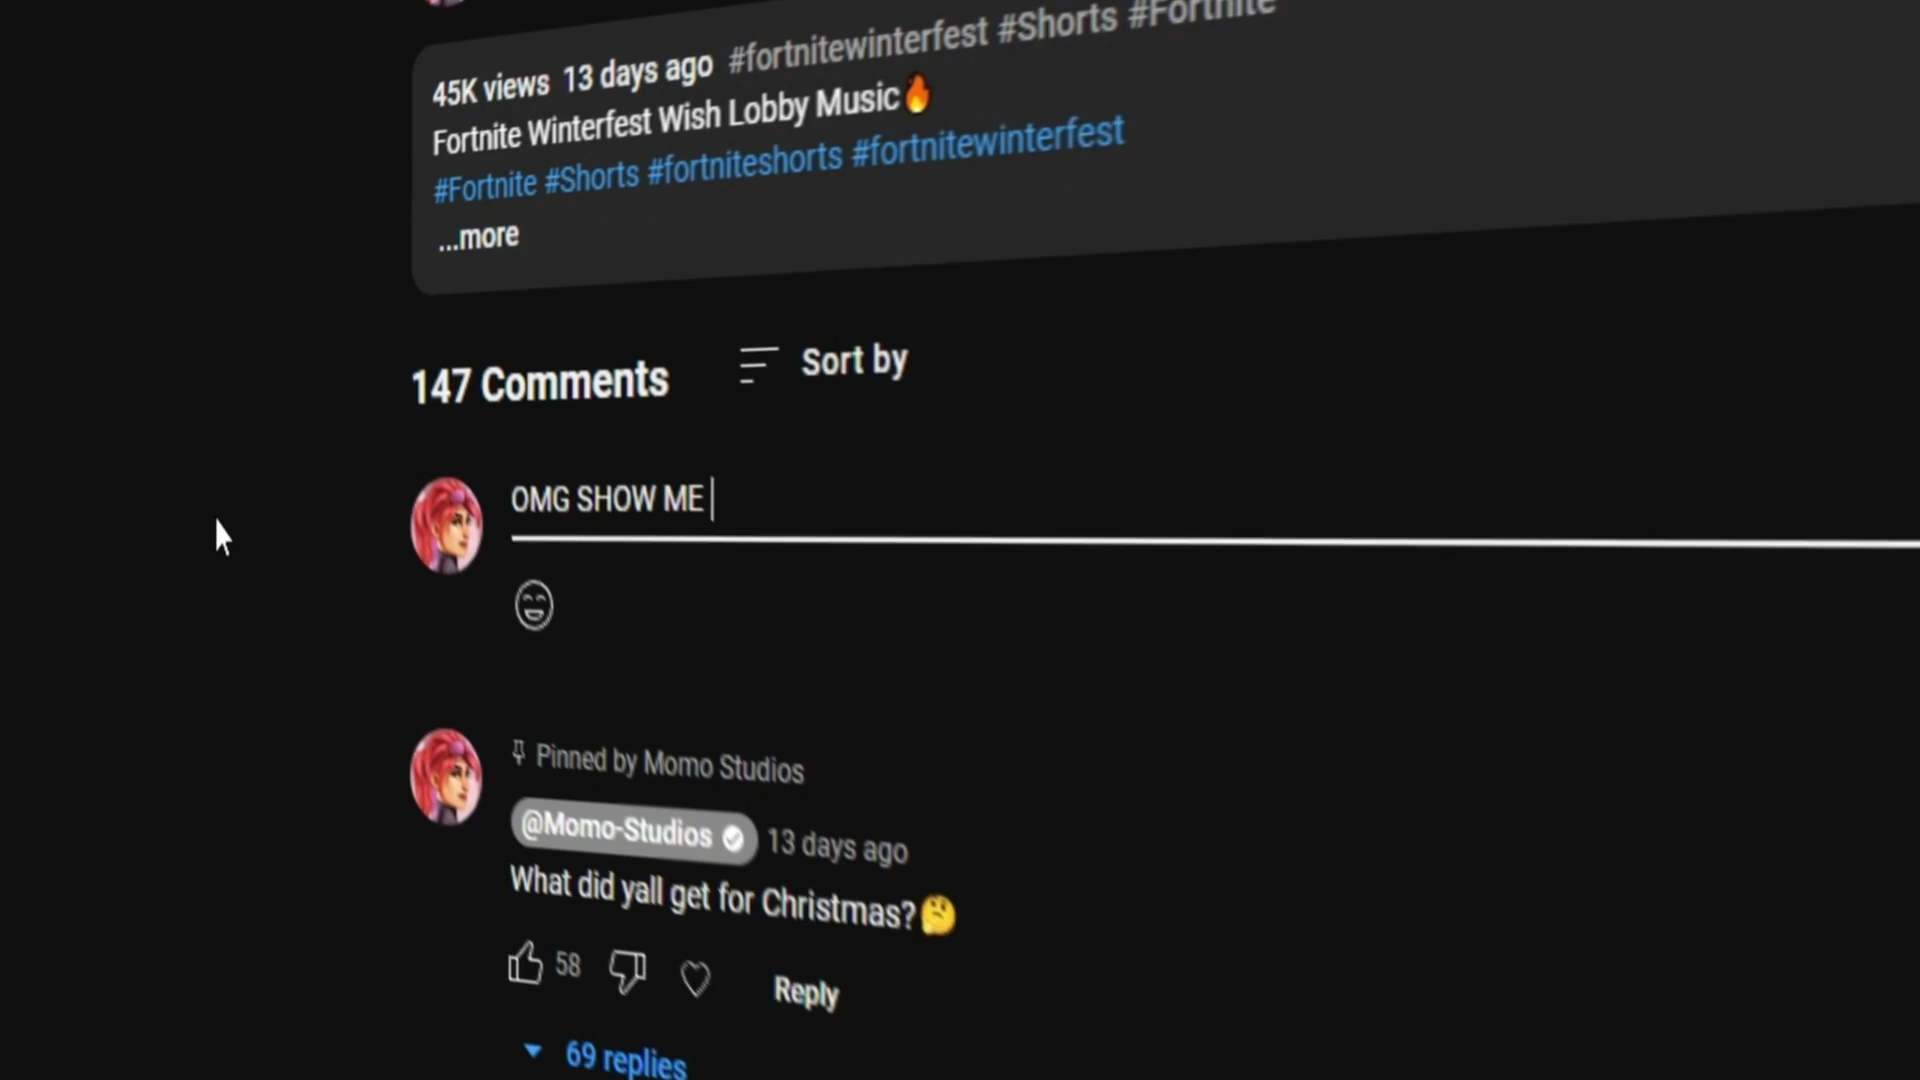 45K views 13 days ago #fortnitewinterfest #Shorts #Fortnite
Fortnite Winterfest Wish Lobby Music🔥
#Fortnite #Shorts #fortniteshorts #fortnitewinterfest
...more
147 Comments Sort by
OMG SHOW ME
Pinned by Momo Studios
@Momo-Studios 13 days ago
What did yall get for Christmas?🤔
58 Reply
69 replies